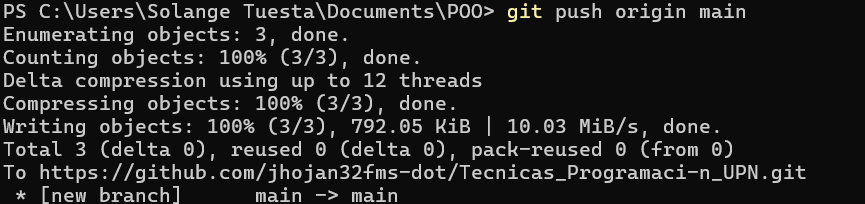 PS C:\Users\Solange Tuesta\Documents\POO> git push origin main
Enumerating objects: 3, done.
Counting objects: 100% (3/3), done.
Delta compression using up to 12 threads
Compressing objects: 100% (3/3), done.
Writing objects: 100% (3/3), 792.05 KiB | 10.03 MiB/s, done.
Total 3 (delta 0), reused 0 (delta 0), pack-reused 0 (from 0)
To https://github.com/jhojan32fms-dot/Tecnicas_Programaci-n_UPN.git
 * [new branch]      main -> main